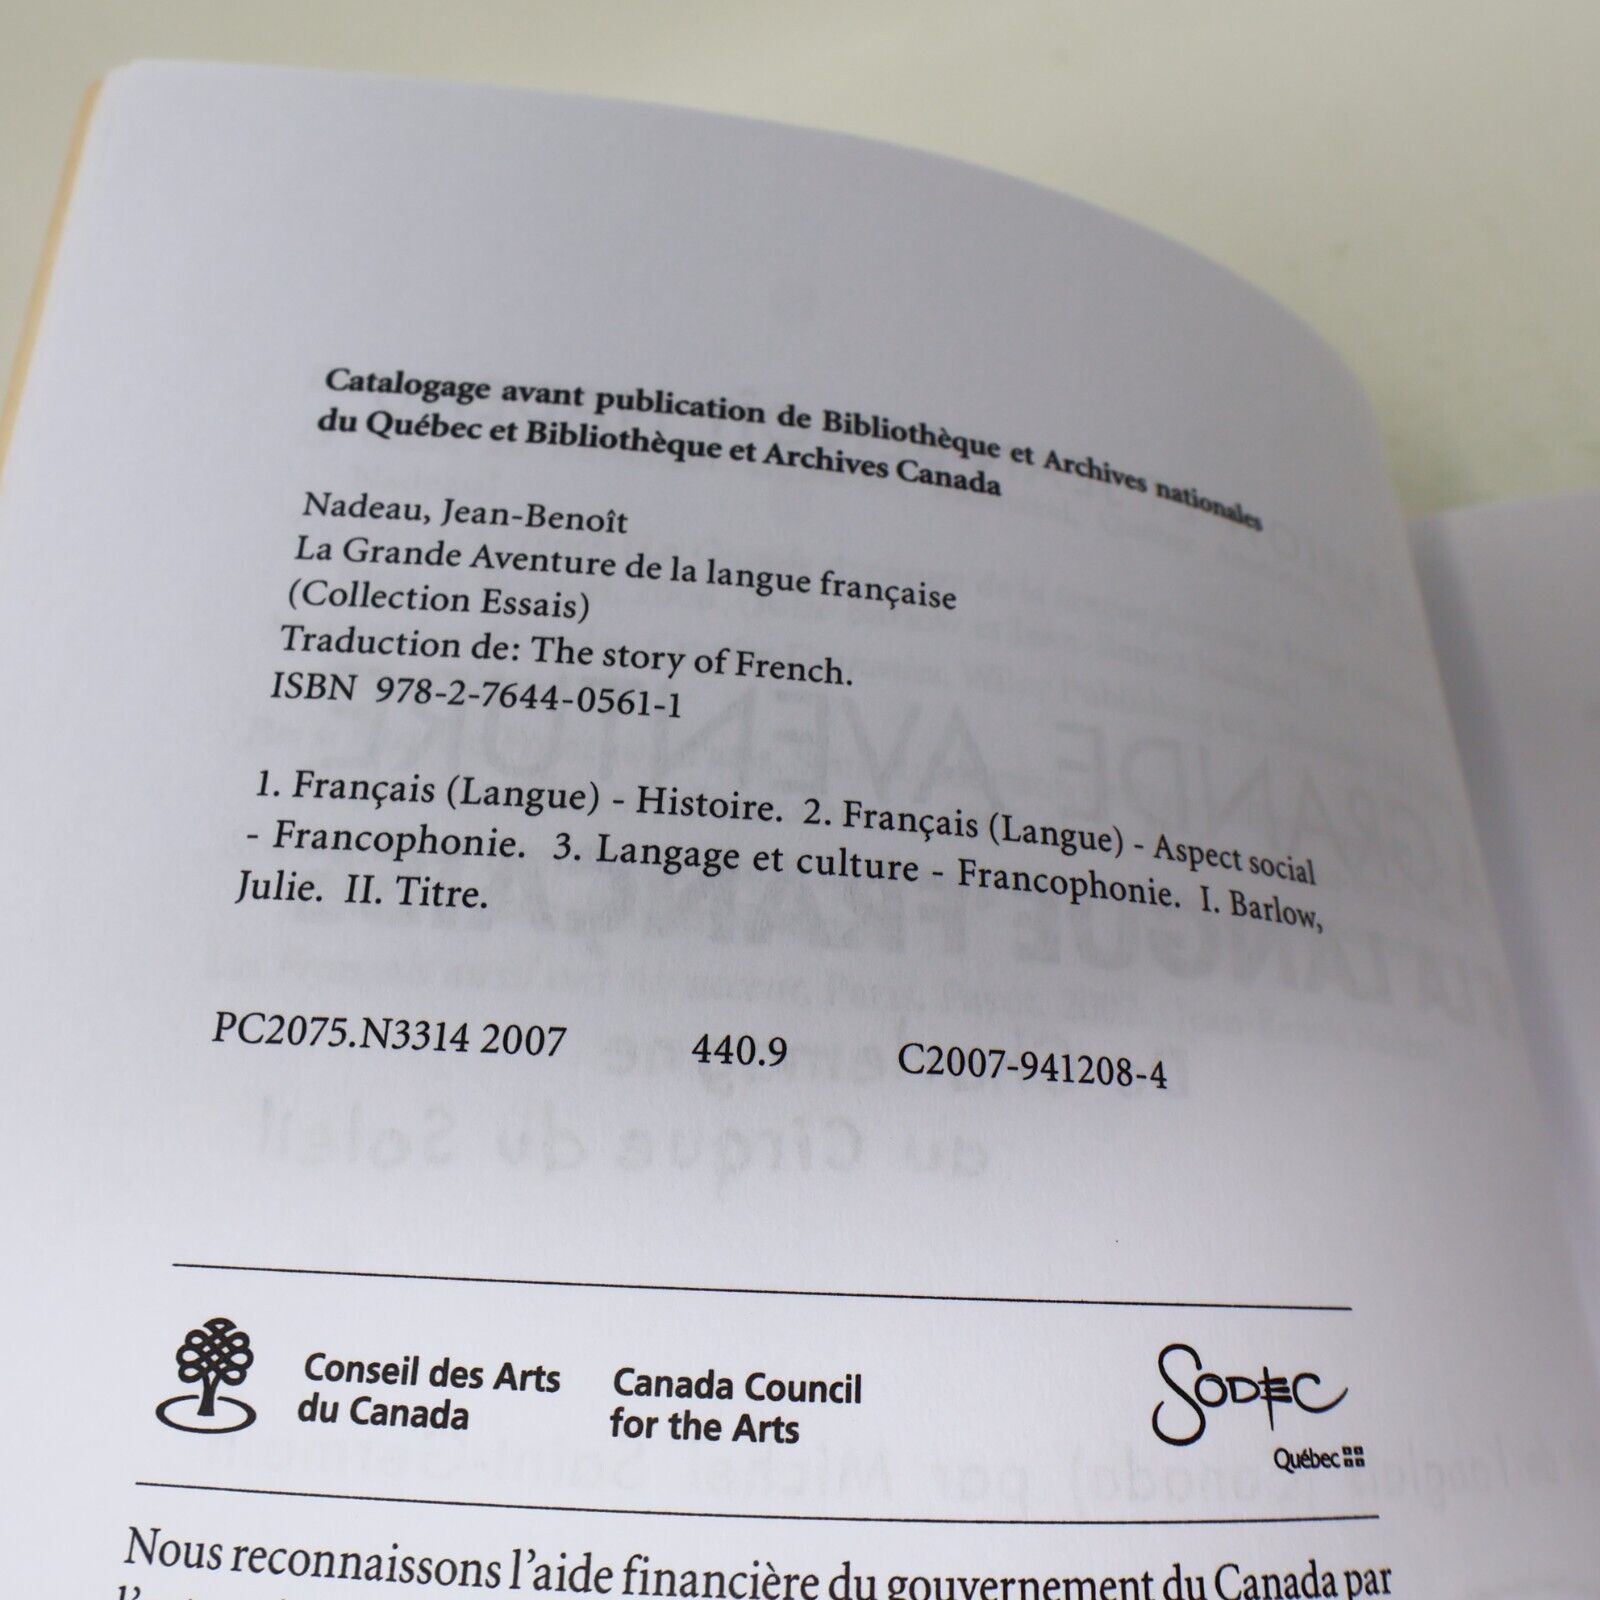 Catalogage avant publication de Bibliothèque et Archives nationales
du Québec et Bibliothèque et Archives Canada
Nadeau, Jean-Benoît
La Grande Aventure de la langue française
(Collection Essais)
Traduction de: The story of French.
ISBN 978-2-7644-0561-1
1. Français (Langue) - Histoire. 2. Français (Langue) - Aspect social
- Francophonie. 3. Langage et culture - Francophonie. I. Barlow,
Julie. II. Titre.
PC2075.N3314 2007 440.9 C2007-941208-4
Conseil des Arts
du Canada
Canada Council
for the Arts
SODEC
Québec
Nous reconnaissons l'aide financière du gouvernement du Canada par